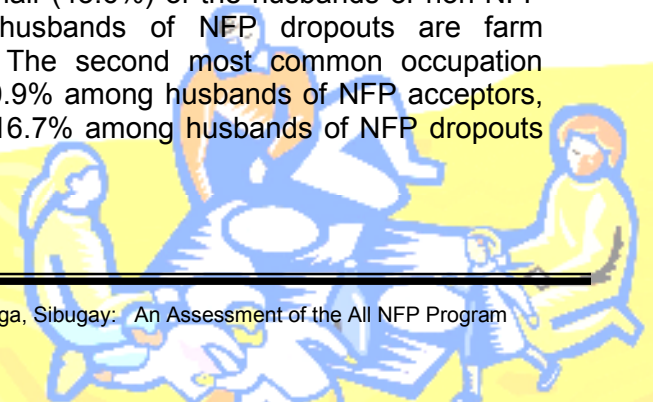 husbands of NFP dropouts are farm
The second most common occupation
9.9% among husbands of NFP acceptors,
16.7% among husbands of NFP dropouts
ga, Sibugay: An Assessment of the All NFP Program